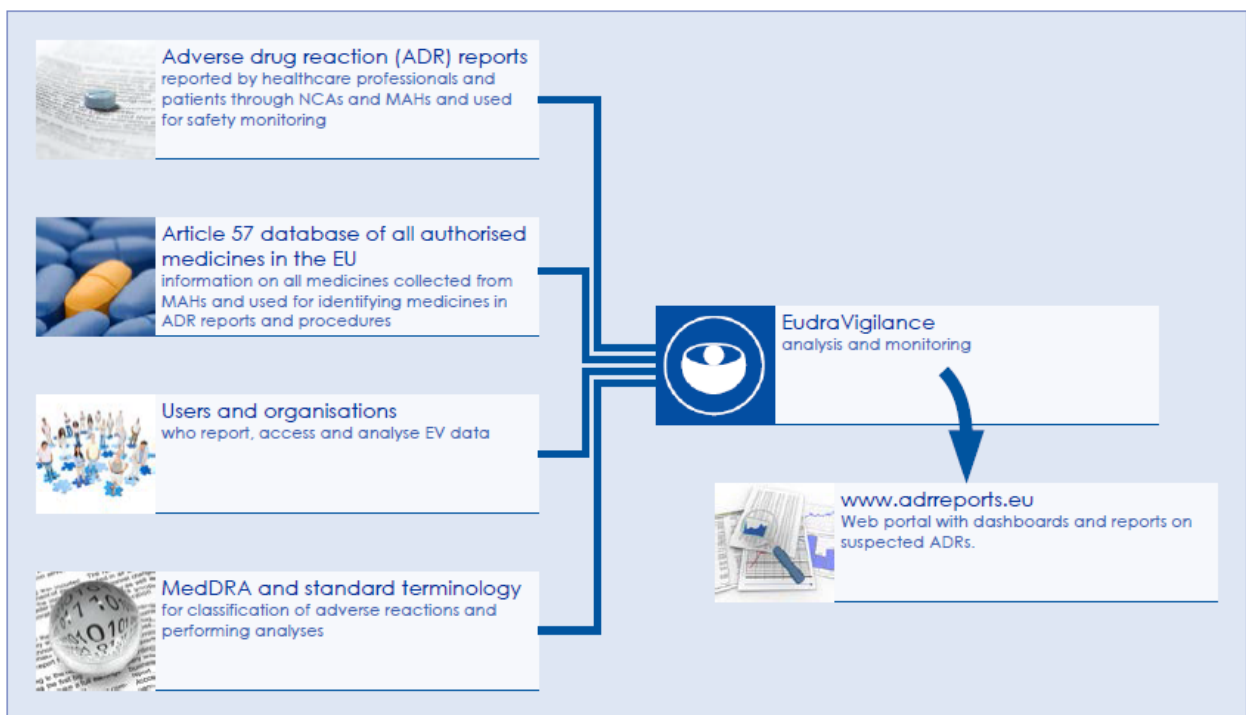 Adverse drug reaction (ADR) reports
reported by healthcare professionals and
patients through NCAs and MAHs and used
for safety monitoring
Article 57 database of all authorised
medicines in the EU
information on all medicines collected from
MAHs and used for identifying medicines in
ADR reports and procedures
Users and organisations
who report, access and analyse EV data
MedDRA and standard terminology
for classification of adverse reactions and
performing analyses
EudraVigilance
analysis and monitoring
www.adrreports.eu
Web portal with dashboards and reports on
suspected ADRs.